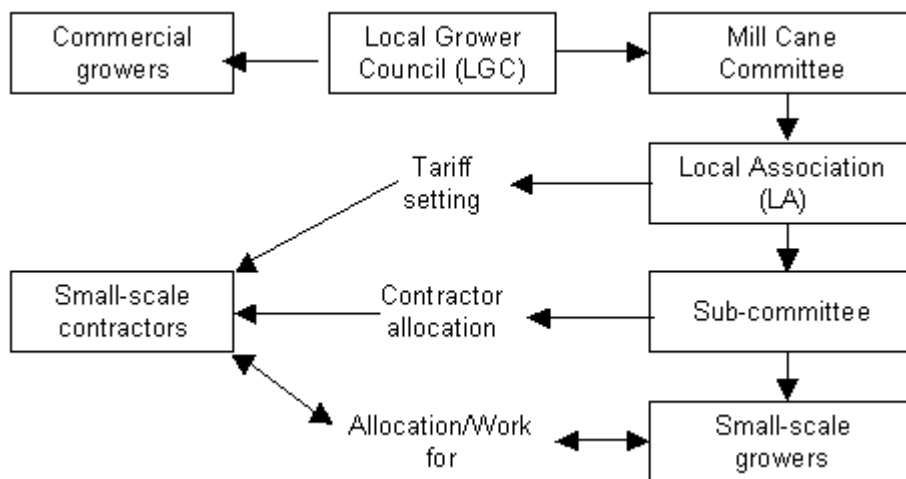 Commercial
growers
Local Grower
Council (LGC)
Mill Cane
Committee
Tariff
setting
Local Association
(LA)
Small-scale
contractors
Contractor
allocation
Sub-committee
Allocation/Work
for
Small-scale
growers